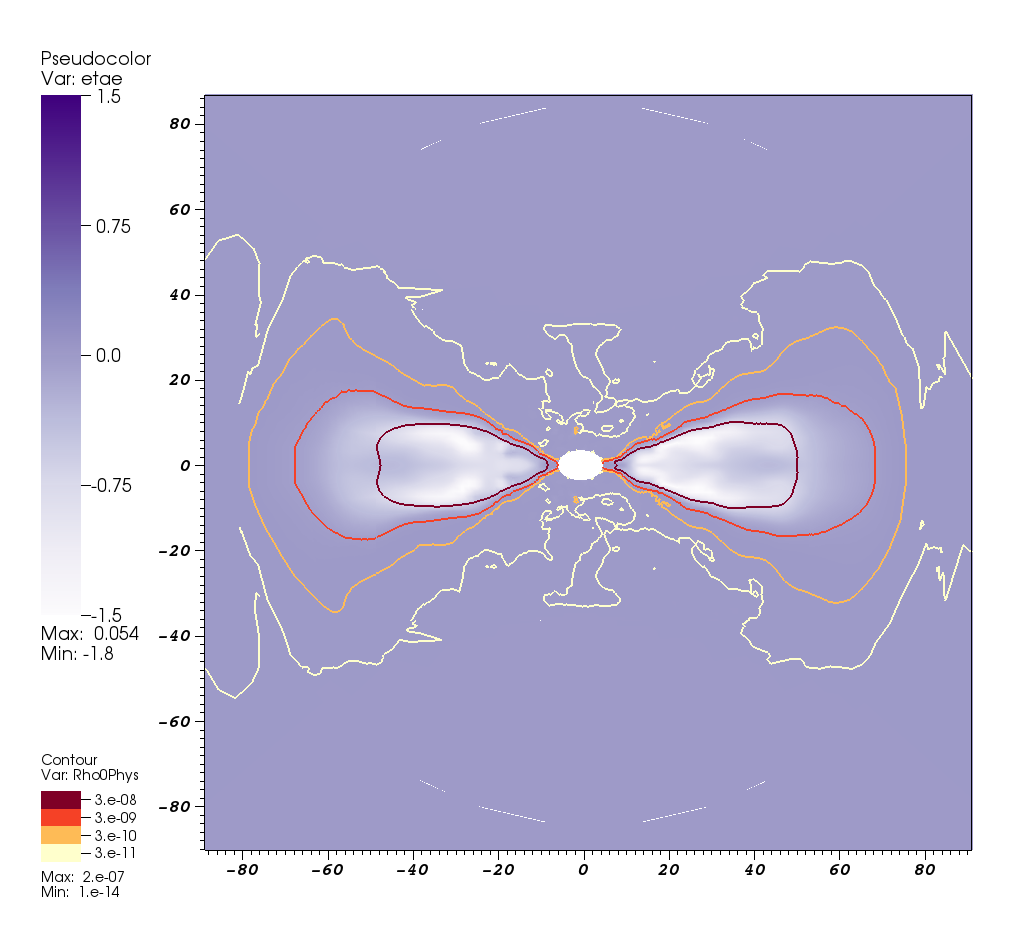 Pseudocolor
Var: etae
1.5
0.75
0.0
-0.75
-1.5
Max: 0.054
Min: -1.8
Contour
Var: Rho0Phys
3.e-08
3.e-09
3.e-10
3.e-11
Max: 2.e-07
Min: 1.e-14
80
60
40
20
0
-20
-40
-60
-80
-80 -60 -40 -20 0 20 40 60 80